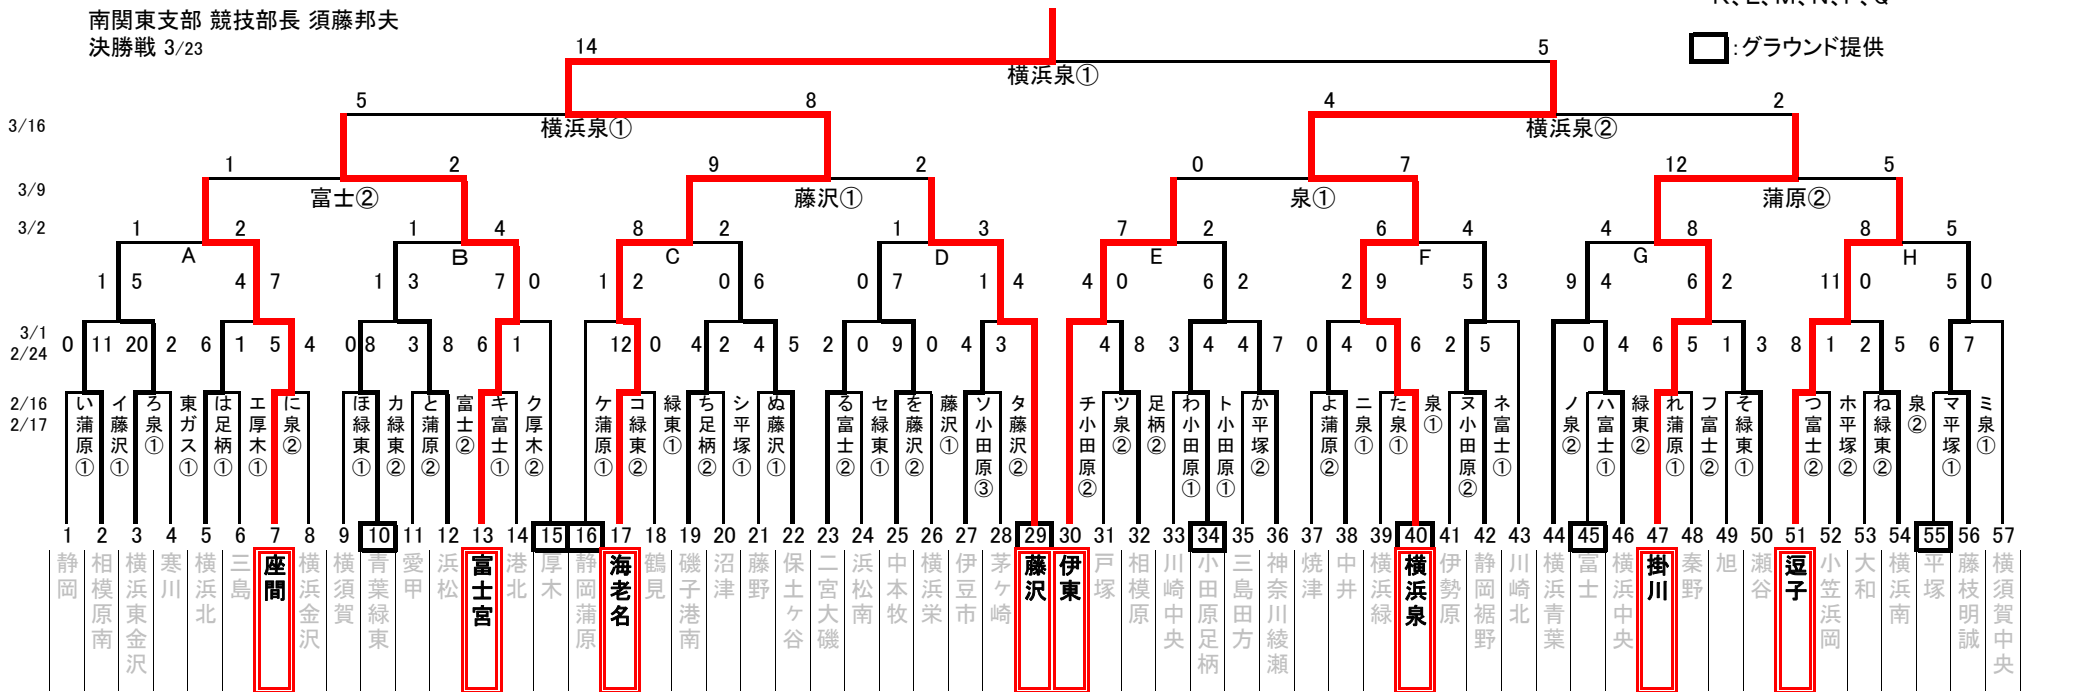 南関東支部 競技部長 須藤邦夫
決勝戦 3/23
:グラウンド提供
14 5
横浜泉①
5 8 4 2
3/16
横浜泉① 横浜泉②
1 2 9 2 0 7 12 5
3/9
富士② 藤沢① 泉① 蒲原②
3/2
1 2 1 4 8 2 1 3 7 2 6 4 4 8 8 5
A B C D E F G H
1 5 4 7 1 3 7 0 1 2 0 6 0 7 1 4 4 0 6 2 2 9 5 3 9 4 6 2 11 0 5 0
3/1
2/24
0 11 20 2 6 1 5 4 0 8 3 8 6 1 12 0 4 2 4 5 2 0 9 0 4 3 4 8 3 4 4 7 0 4 0 6 2 5 0 4 6 5 1 3 8 1 2 5 6 7
2/16
2/17
い蒲原①
イ藤沢①
ろ泉①
東ガス①
は足柄①
エ厚木①
に泉②
ほ緑東①
カ緑東②
と蒲原②
富士②
キ富士①
ク厚木②
ケ蒲原①
コ緑東②
緑東①
ち足柄②
シ平塚①
ぬ藤沢①
る富士②
セ緑東①
を藤沢②
藤沢①
ソ小田原③
タ藤沢②
チ小田原②
ツ泉②
足柄②
わ小田原①
ト小田原①
か平塚②
よ蒲原②
ニ泉①
た泉①
泉①
ヌ小田原②
ネ富士①
ノ泉②
ハ富士①
緑東②
れ蒲原①
フ富士②
そ緑東①
つ富士②
ホ平塚②
ね緑東②
泉②
マ平塚①
ミ泉①
1 2 3 4 5 6 7 8 9 10 11 12 13 14 15 16 17 18 19 20 21 22 23 24 25 26 27 28 29 30 31 32 33 34 35 36 37 38 39 40 41 42 43 44 45 46 47 48 49 50 51 52 53 54 55 56 57
静岡
相模原南
横浜東金沢
寒川
横浜北
三島
座間
横浜金沢
横須賀
青葉緑東
愛甲
浜松
富士宮
港北
厚木
静岡蒲原
海老名
鶴見
磯子港南
沼津
藤野
保土ヶ谷
二宮大磯
浜松南
中本牧
横浜栄
伊豆市
茅ヶ崎
藤沢
伊東
戸塚
相模原
川崎中央
小田原足柄
三島田方
神奈川綾瀬
焼津
中井
横浜緑
横浜泉
伊勢原
静岡裾野
川崎北
横浜青葉
富士
横浜中央
掛川
秦野
旭
瀬谷
逗子
小笠浜岡
大和
横浜南
平塚
藤枝明誠
横須賀中央